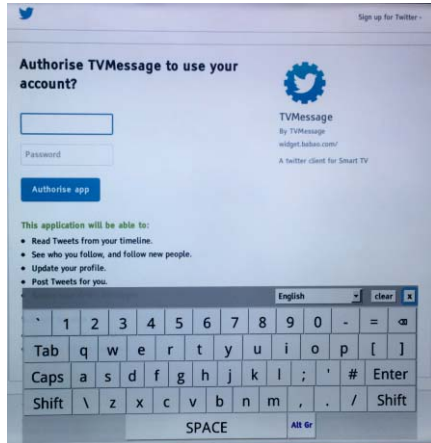 Sign up for Twitter ›
Authorise TVMessage to use your
account?
TVMessage
By TVMessage
widget.babao.com/
A twitter client for Smart TV
Password
Authorise app
This application will be able to:
• Read Tweets from your timeline.
• See who you follow, and follow new people.
• Update your profile.
• Post Tweets for you.
English clear x
` 1 2 3 4 5 6 7 8 9 0 - =
Tab q w e r t y u i o p [ ]
Caps a s d f g h j k l ; ' # Enter
Shift \ z x c v b n m , . / Shift
SPACE Alt Gr